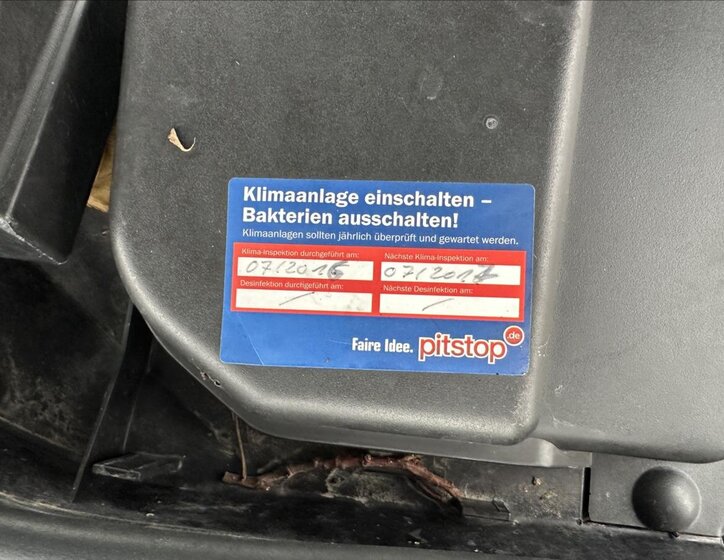 Klimaanlage einschalten –
Bakterien ausschalten!
Klimaanlagen sollten jährlich überprüft und gewartet werden.
Klima-Inspektion durchgeführt am: Nächste Klima-Inspektion am:
07/2016 07/2017
Desinfektion durchgeführt am: Nächste Desinfektion am:
Faire Idee. pitstop.de